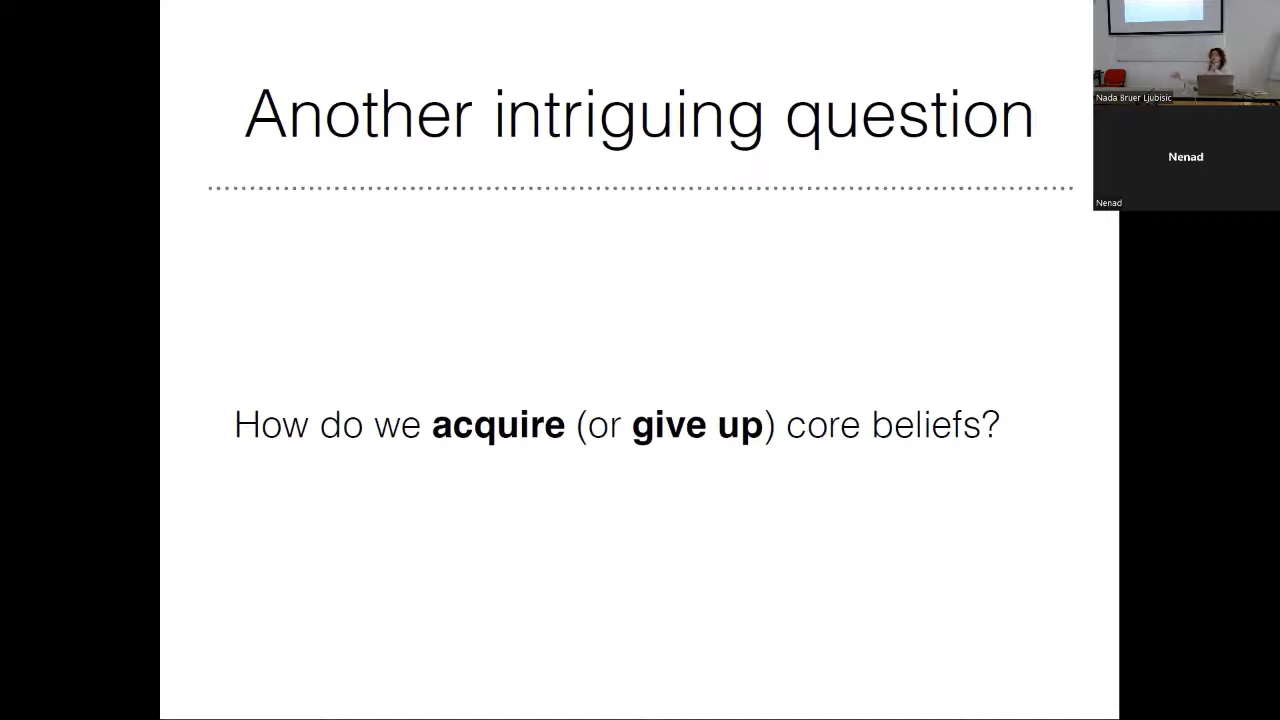 Another intriguing question
How do we acquire (or give up) core beliefs?
Nada Bruer Ljubisic
Nenad
Nenad